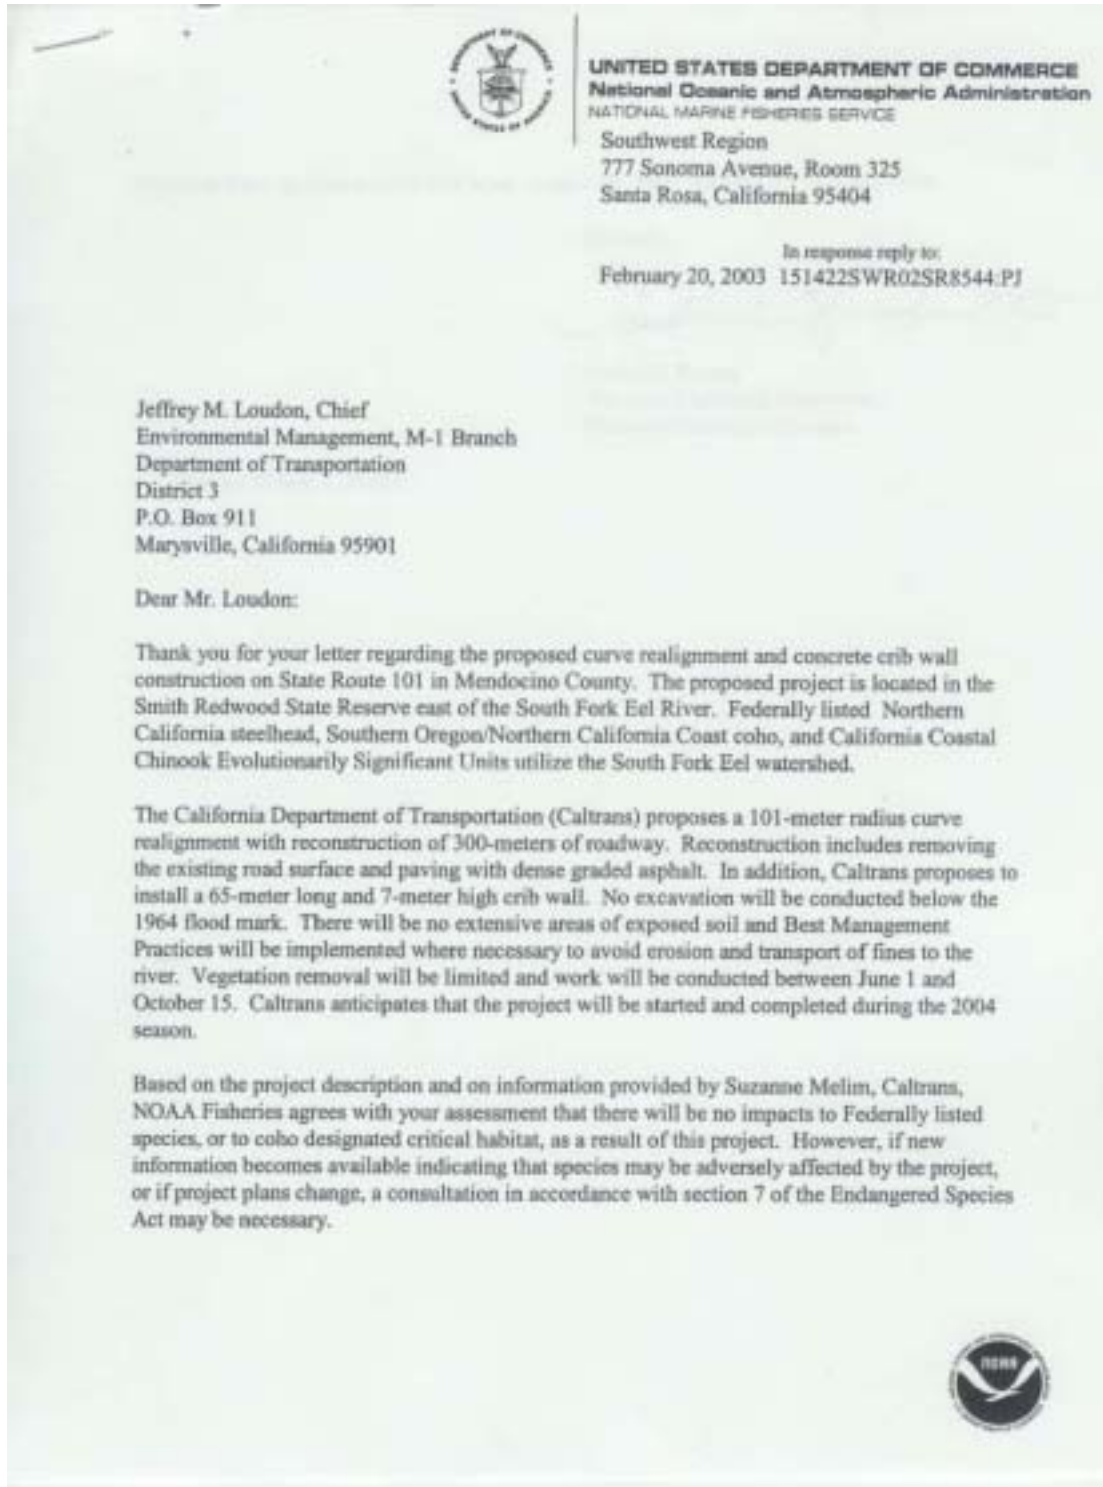 DEPARTMENT OF COMMERCE
UNITED STATES OF AMERICA
UNITED STATES DEPARTMENT OF COMMERCE
National Oceanic and Atmospheric Administration
NATIONAL MARINE FISHERIES SERVICE
Southwest Region
777 Sonoma Avenue, Room 325
Santa Rosa, California 95404
In response reply to:
February 20, 2003 151422SWR02SR8544:PJ
Jeffrey M. Loudon, Chief
Environmental Management, M-1 Branch
Department of Transportation
District 3
P.O. Box 911
Marysville, California 95901
Dear Mr. Loudon:
Thank you for your letter regarding the proposed curve realignment and concrete crib wall
construction on State Route 101 in Mendocino County. The proposed project is located in the
Smith Redwood State Reserve east of the South Fork Eel River. Federally listed Northern
California steelhead, Southern Oregon/Northern California Coast coho, and California Coastal
Chinook Evolutionarily Significant Units utilize the South Fork Eel watershed.
The California Department of Transportation (Caltrans) proposes a 101-meter radius curve
realignment with reconstruction of 300-meters of roadway. Reconstruction includes removing
the existing road surface and paving with dense graded asphalt. In addition, Caltrans proposes to
install a 65-meter long and 7-meter high crib wall. No excavation will be conducted below the
1964 flood mark. There will be no extensive areas of exposed soil and Best Management
Practices will be implemented where necessary to avoid erosion and transport of fines to the
river. Vegetation removal will be limited and work will be conducted between June 1 and
October 15. Caltrans anticipates that the project will be started and completed during the 2004
season.
Based on the project description and on information provided by Suzanne Melim, Caltrans,
NOAA Fisheries agrees with your assessment that there will be no impacts to Federally listed
species, or to coho designated critical habitat, as a result of this project. However, if new
information becomes available indicating that species may be adversely affected by the project,
or if project plans change, a consultation in accordance with section 7 of the Endangered Species
Act may be necessary.
noaa